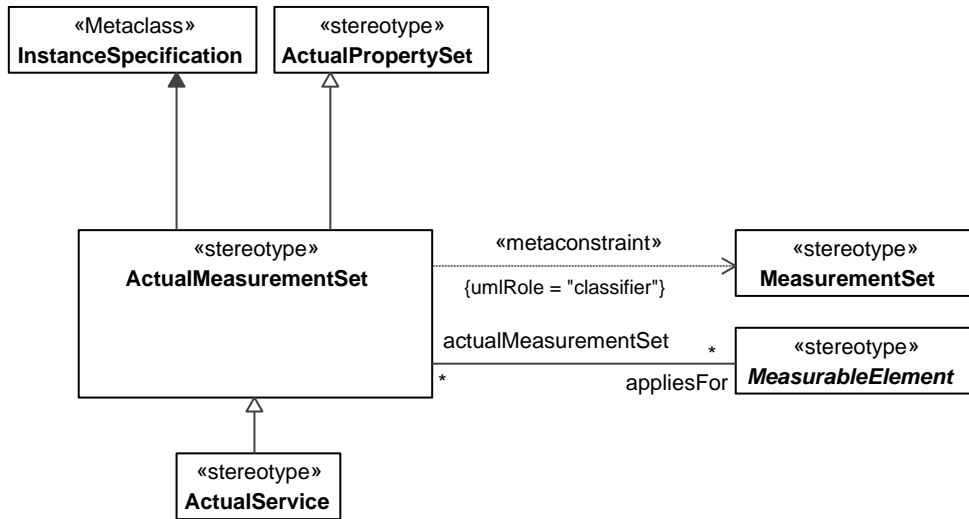 «Metaclass»
InstanceSpecification
«stereotype»
ActualPropertySet
«stereotype»
ActualMeasurementSet
«metaconstraint»
{umlRole = "classifier"}
«stereotype»
MeasurementSet
actualMeasurementSet
*
*
appliesFor
«stereotype»
MeasurableElement
«stereotype»
ActualService